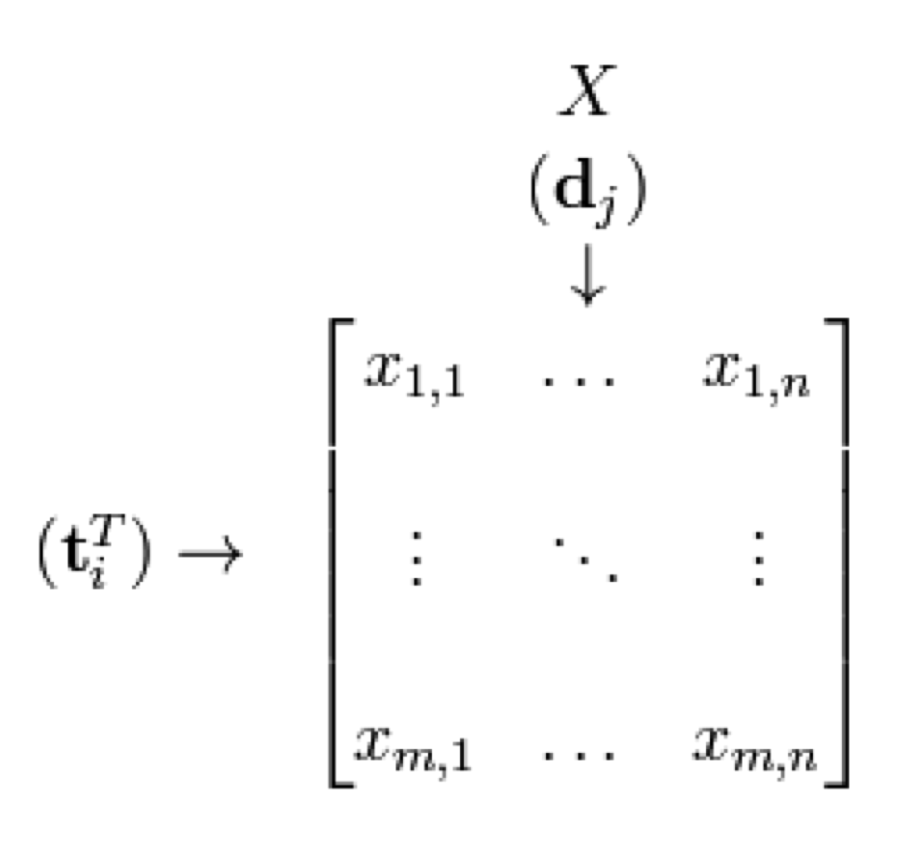 X
(d_j)
↓
x_{1,1} … x_{1,n}
(t_i^T) → ⋮ ⋱ ⋮
x_{m,1} … x_{m,n}